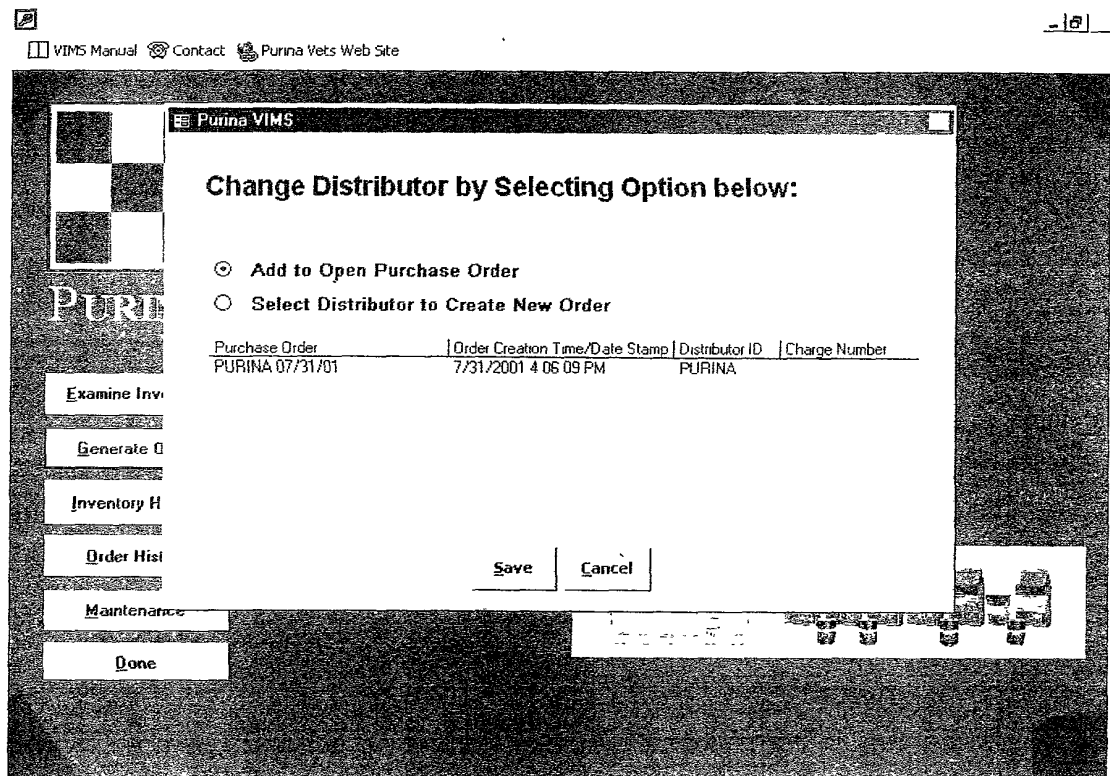 VIMS Manual Contact Purina Vets Web Site
Purina VIMS
Change Distributor by Selecting Option below:
Add to Open Purchase Order
Select Distributor to Create New Order
Purchase Order Order Creation Time/Date Stamp Distributor ID Charge Number
PURINA 07/31/01 7/31/2001 4 06 09 PM PURINA
PURI
Examine Inv
Generate O
Inventory H
Order Hist
Maintenance
Done
Save Cancel